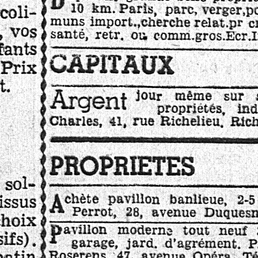 10 km. Paris, parc, verger, po
muns import., cherche relat. pr
santé, retr. ou comm. gros. Ecr.
coli-
, vos
fants
Prix
t.
CAPITAUX
Argent jour même sur
propriétés, ind
Charles, 41, rue Richelieu, Rich
sol-
issus
choix
sifs).
PROPRIETES
Achète pavillon banlieue, 2-5
Perrot, 28, avenue Duquesn
Pavillon moderne tout neuf
garage, jard. d'agrément. P
Roserens, 47, avenue Opéra. Té